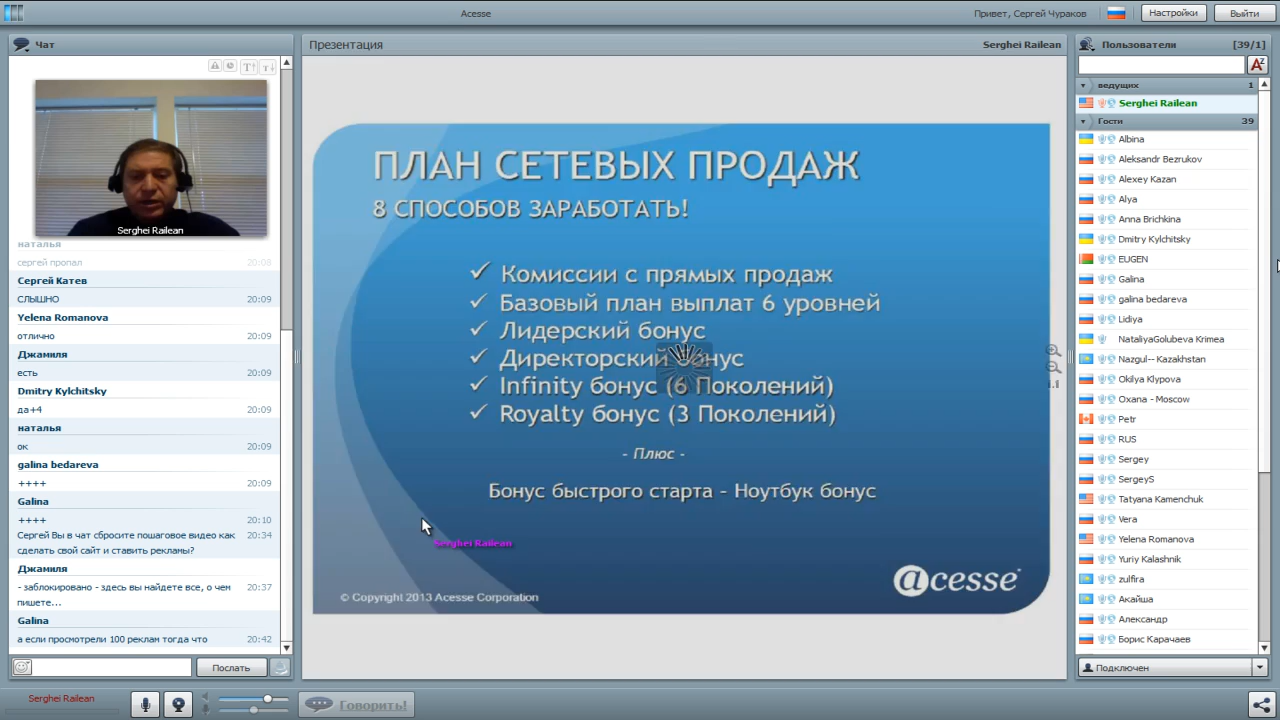 Acesse
Привет, Сергей Чураков
Настройки
Выйти
Чат
Serghei Railean
наталья
сергей пропал 20:08
Сергей Катев
СЛЫШНО 20:09
Yelena Romanova
отлично 20:09
Джамиля
есть 20:09
Dmitry Kylchitsky
да+4 20:09
наталья
ок 20:09
galina bedareva
++++ 20:09
Galina
++++ 20:10
Сергей Вы в чат сбросите пошаговое видео как 20:34
сделать свой сайт и ставить рекламы?
Джамиля
- заблокировано - здесь вы найдете все, о чем 20:37
пишете...
Galina
а если просмотрели 100 реклам тогда что 20:42
Послать
Презентация
Serghei Railean
ПЛАН СЕТЕВЫХ ПРОДАЖ
8 СПОСОБОВ ЗАРАБОТАТЬ!
Комиссии с прямых продаж
Базовый план выплат 6 уровней
Лидерский бонус
Директорский бонус
Infinity бонус (6 Поколений)
Royalty бонус (3 Поколений)
- Плюс -
Бонус быстрого старта - Ноутбук бонус
Serghei Railean
acesse
© Copyright 2013 Acesse Corporation
1.1
Пользователи [39/1]
ведущих 1
Serghei Railean
Гости 39
Albina
Aleksandr Bezrukov
Alexey Kazan
Alya
Anna Brichkina
Dmitry Kylchitsky
EUGEN
Galina
galina bedareva
Lidiya
NataliyaGolubeva Krimea
Nazgul-- Kazakhstan
Okilya Klypova
Oxana - Moscow
Petr
RUS
Sergey
SergeyS
Tatyana Kamenchuk
Vera
Yelena Romanova
Yuriy Kalashnik
zulfira
Акайша
Александр
Борис Карачаев
Подключен
Serghei Railean
Говорить!